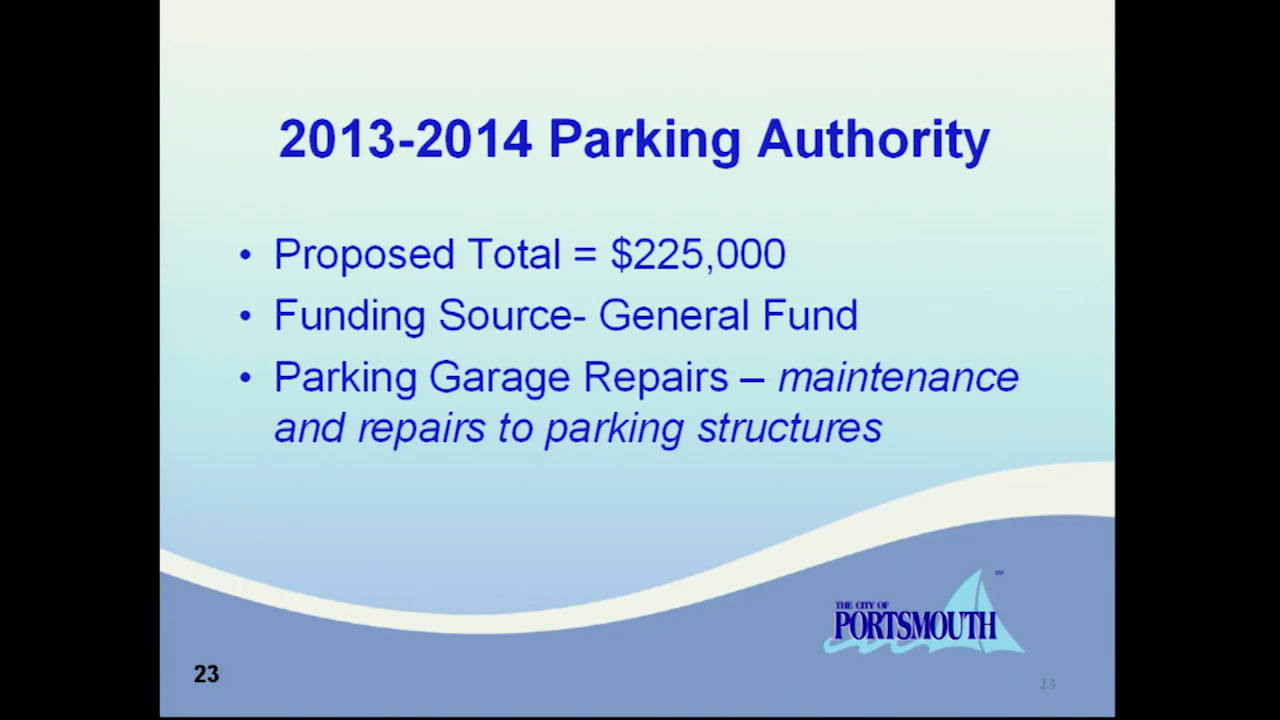 2013-2014 Parking Authority
• Proposed Total = $225,000
• Funding Source- General Fund
• Parking Garage Repairs – maintenance
and repairs to parking structures
THE CITY OF
PORTSMOUTH
23
23